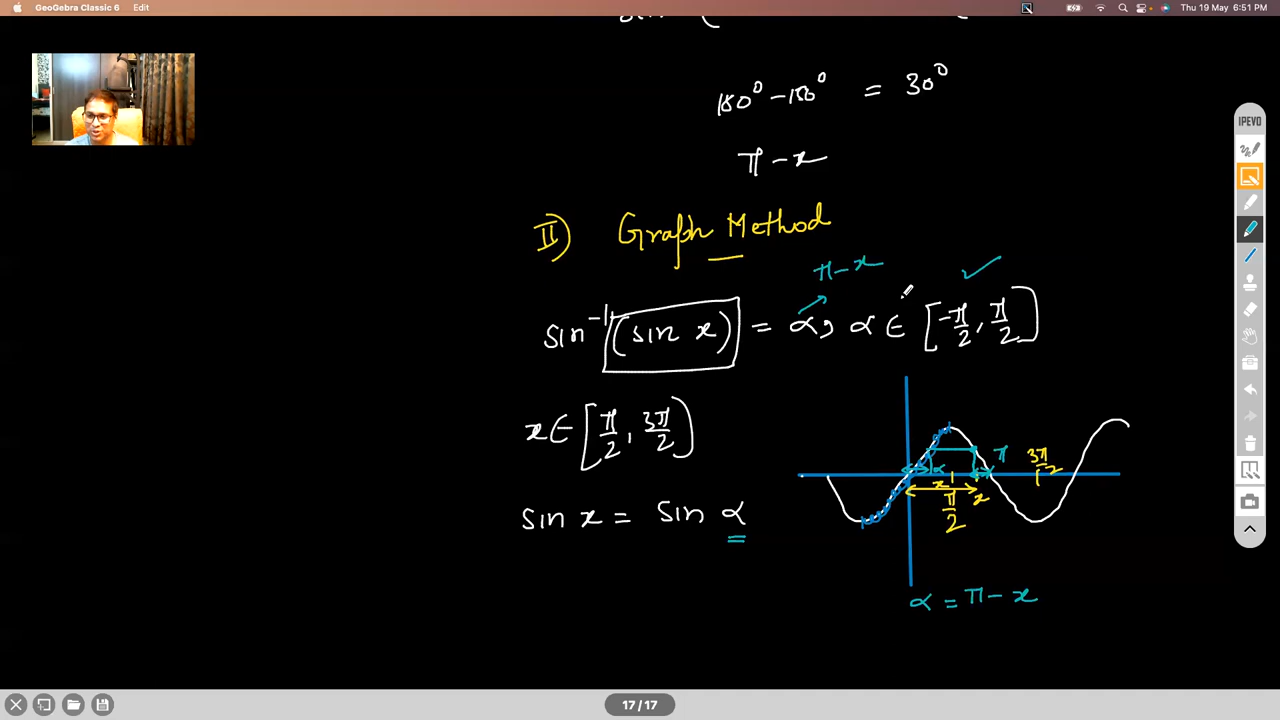 GeoGebra Classic 6 Edit
Thu 19 May 6:51 PM
IPEVO
180° - 150° = 30°
π - x
II) Graph Method
π - x
sin⁻¹(sin x) = α, α ∈ [-π/2, π/2]
x ∈ [π/2, 3π/2]
α π 3π/2
x x
π/2
sin x = sin α
α = π - x
17/17